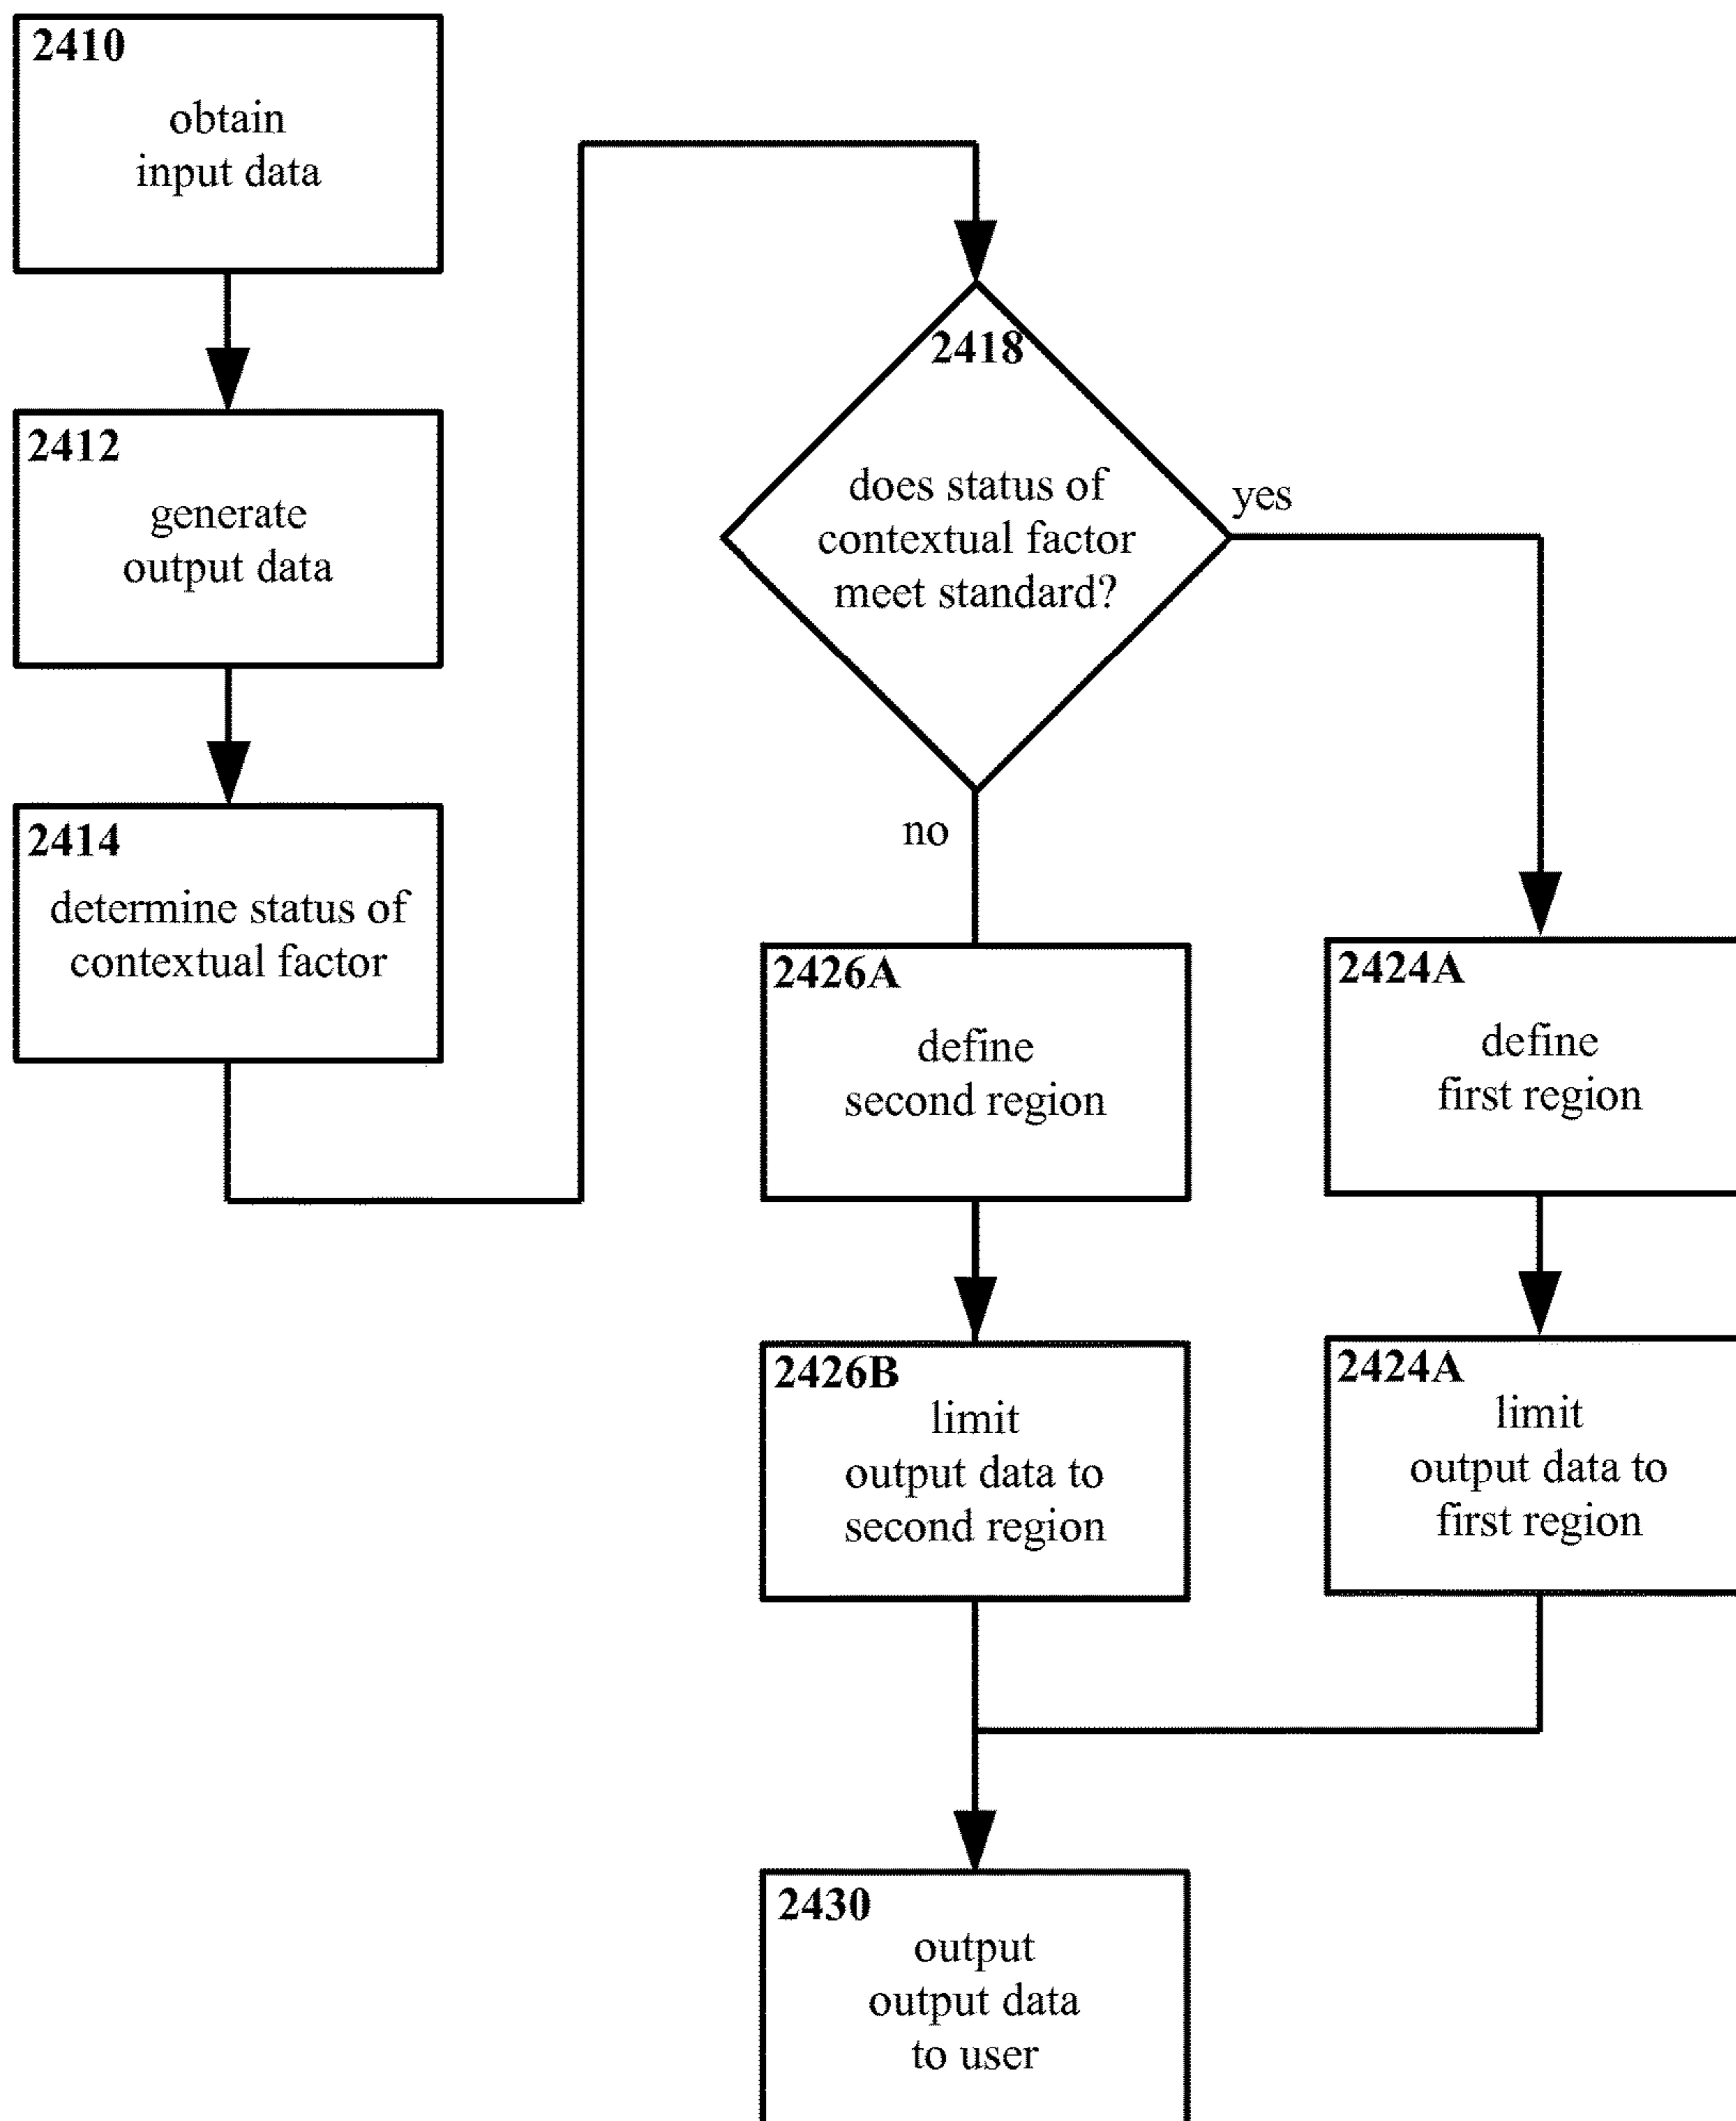 2410
obtain
input data
2412
generate
output data
2414
determine status of
contextual factor
2418
does status of
contextual factor
meet standard?
yes
no
2426A
define
second region
2424A
define
first region
2426B
limit
output data to
second region
2424A
limit
output data to
first region
2430
output
output data
to user